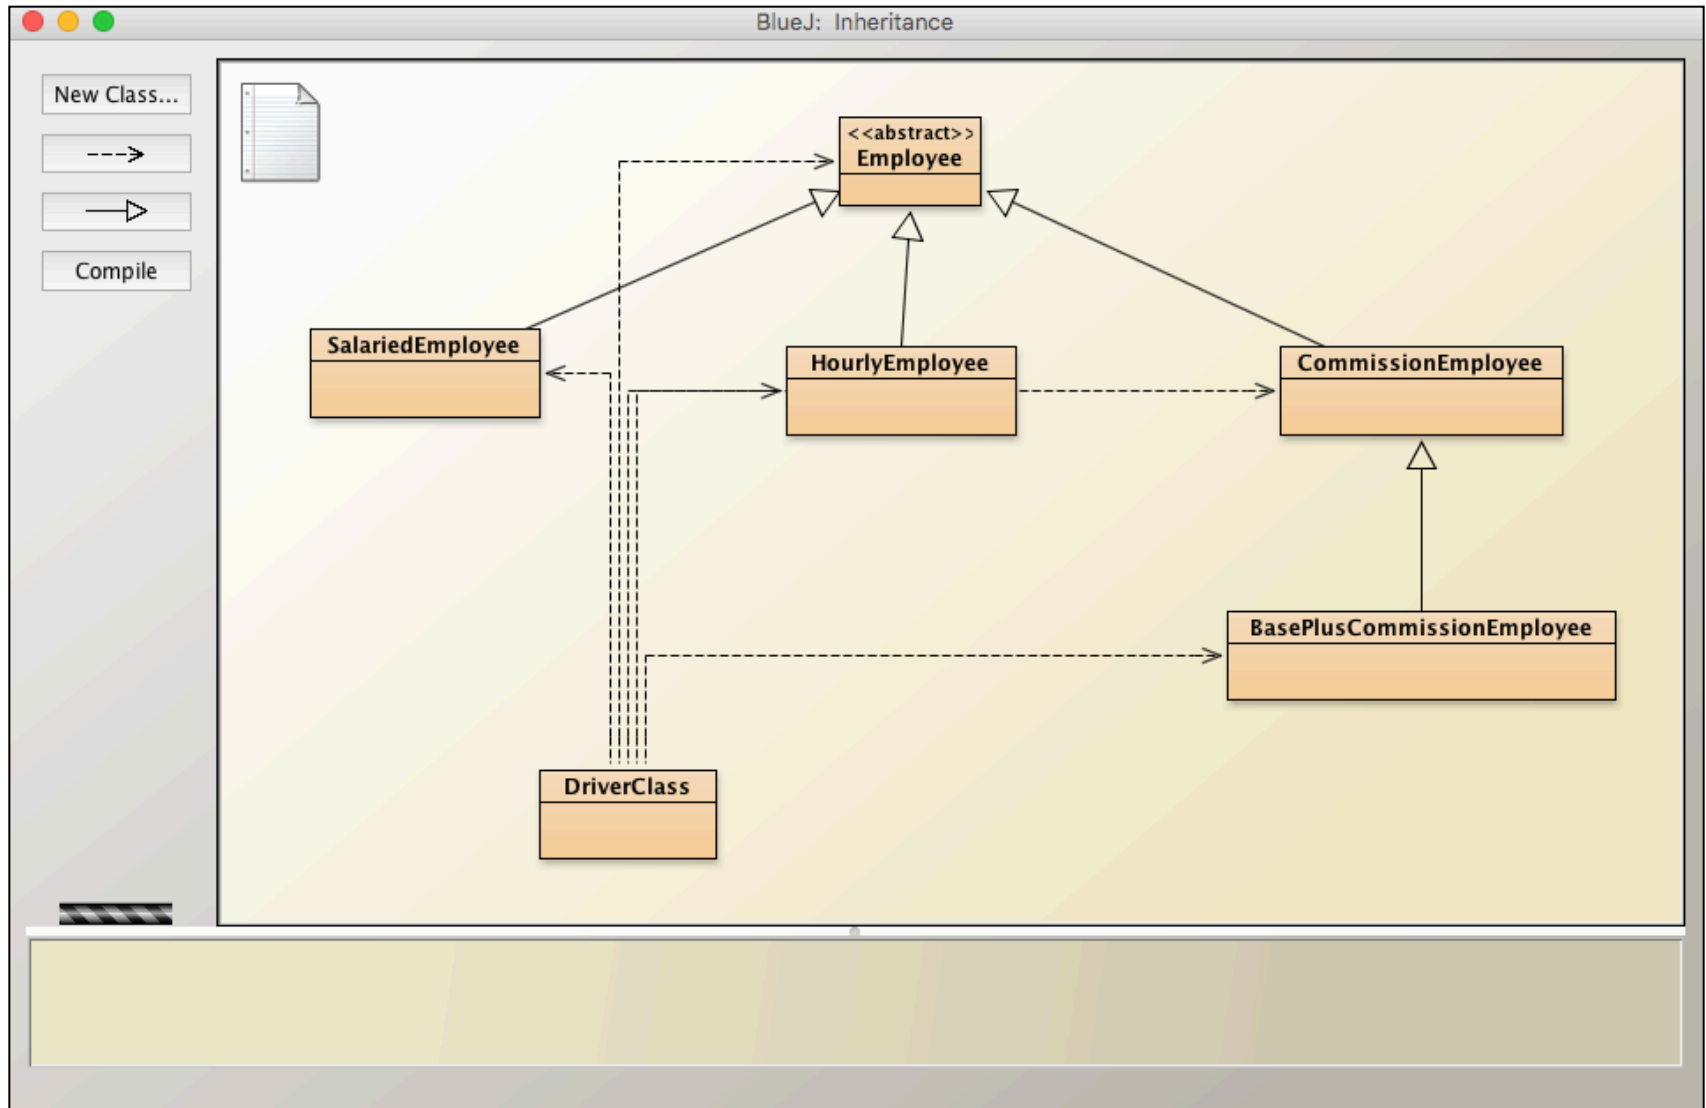 BlueJ: Inheritance
New Class...
Compile
<<abstract>>
Employee
SalariedEmployee
HourlyEmployee
CommissionEmployee
BasePlusCommissionEmployee
DriverClass